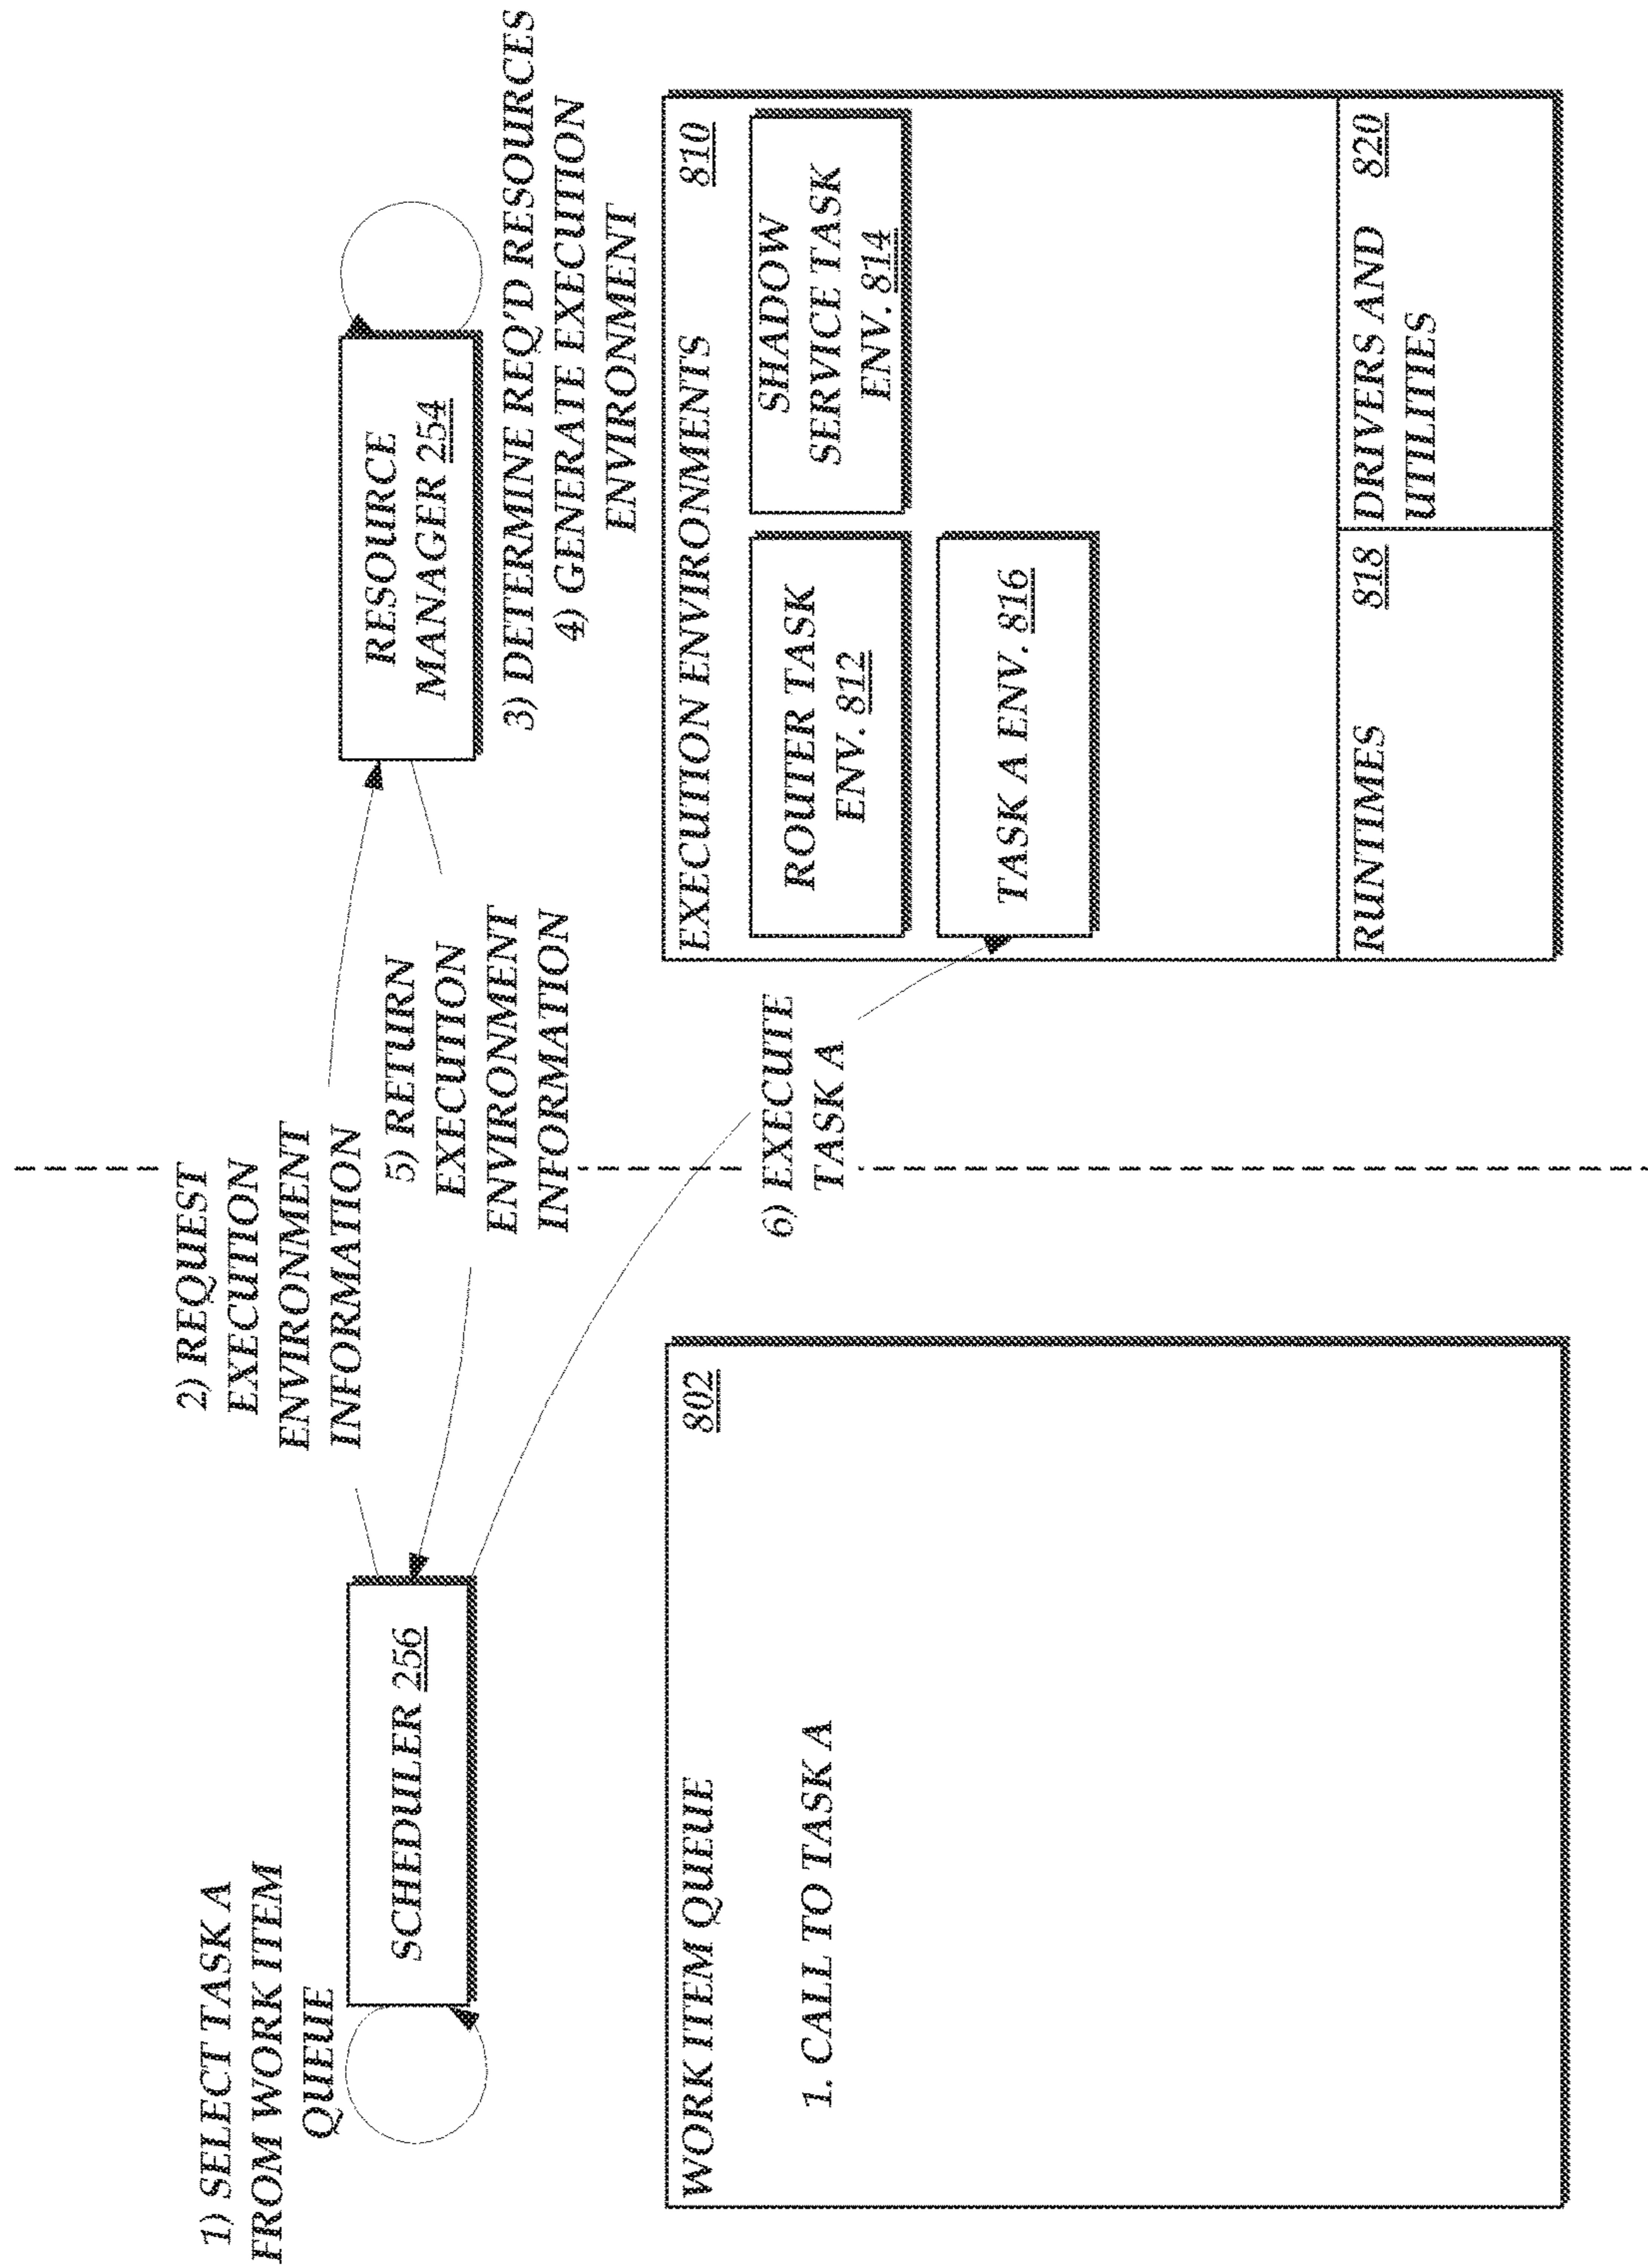 1) SELECT TASK A
FROM WORK ITEM
QUEUE
SCHEDULER 256
2) REQUEST
EXECUTION
ENVIRONMENT
INFORMATION
5) RETURN
EXECUTION
ENVIRONMENT
INFORMATION
RESOURCE
MANAGER 254
3) DETERMINE REQ'D RESOURCES
4) GENERATE EXECUTION
ENVIRONMENT
6) EXECUTE
TASK A
WORK ITEM QUEUE 802
1. CALL TO TASK A
EXECUTION ENVIRONMENTS 810
ROUTER TASK
ENV. 812
SHADOW
SERVICE TASK
ENV. 814
TASK A ENV. 816
RUNTIMES 818
DRIVERS AND 820
UTILITIES